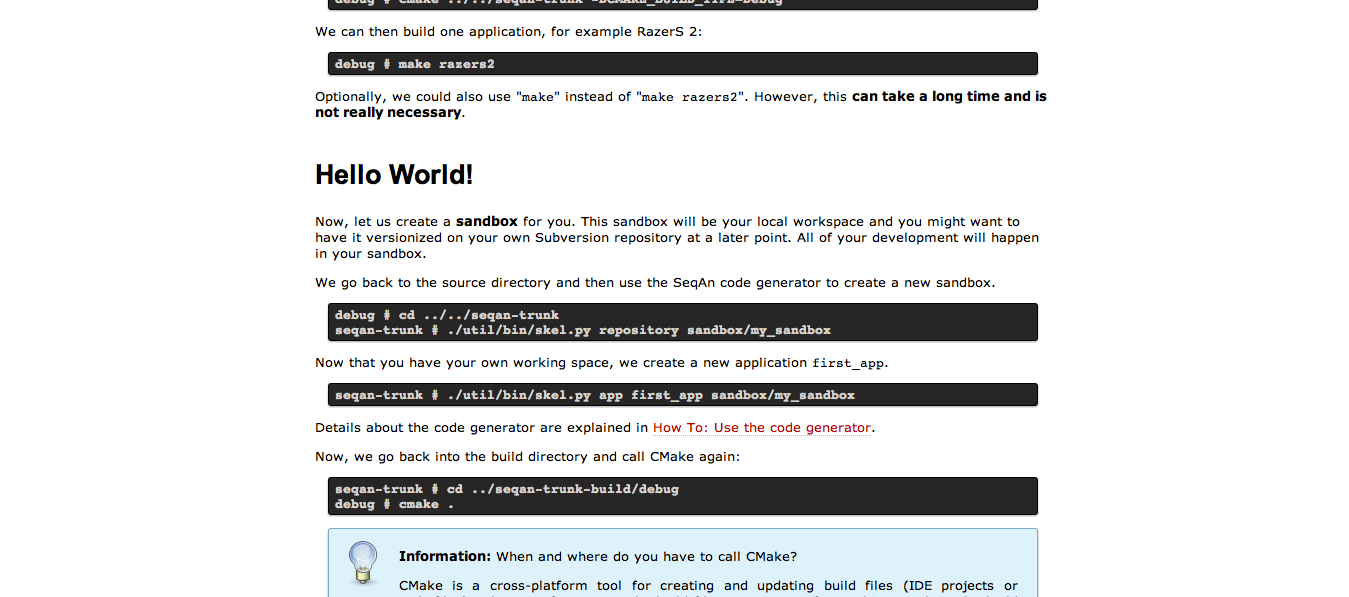 debug # cmake ../../seqan-trunk -DCMAKE_BUILD_TYPE=Debug
We can then build one application, for example RazerS 2:
debug # make razers2
Optionally, we could also use "make" instead of "make razers2". However, this can take a long time and is
not really necessary.
Hello World!
Now, let us create a sandbox for you. This sandbox will be your local workspace and you might want to
have it versionized on your own Subversion repository at a later point. All of your development will happen
in your sandbox.
We go back to the source directory and then use the SeqAn code generator to create a new sandbox.
debug # cd ../../seqan-trunk
seqan-trunk # ./util/bin/skel.py repository sandbox/my_sandbox
Now that you have your own working space, we create a new application first_app.
seqan-trunk # ./util/bin/skel.py app first_app sandbox/my_sandbox
Details about the code generator are explained in How To: Use the code generator.
Now, we go back into the build directory and call CMake again:
seqan-trunk # cd ../seqan-trunk-build/debug
debug # cmake .
Information: When and where do you have to call CMake?
CMake is a cross-platform tool for creating and updating build files (IDE projects or